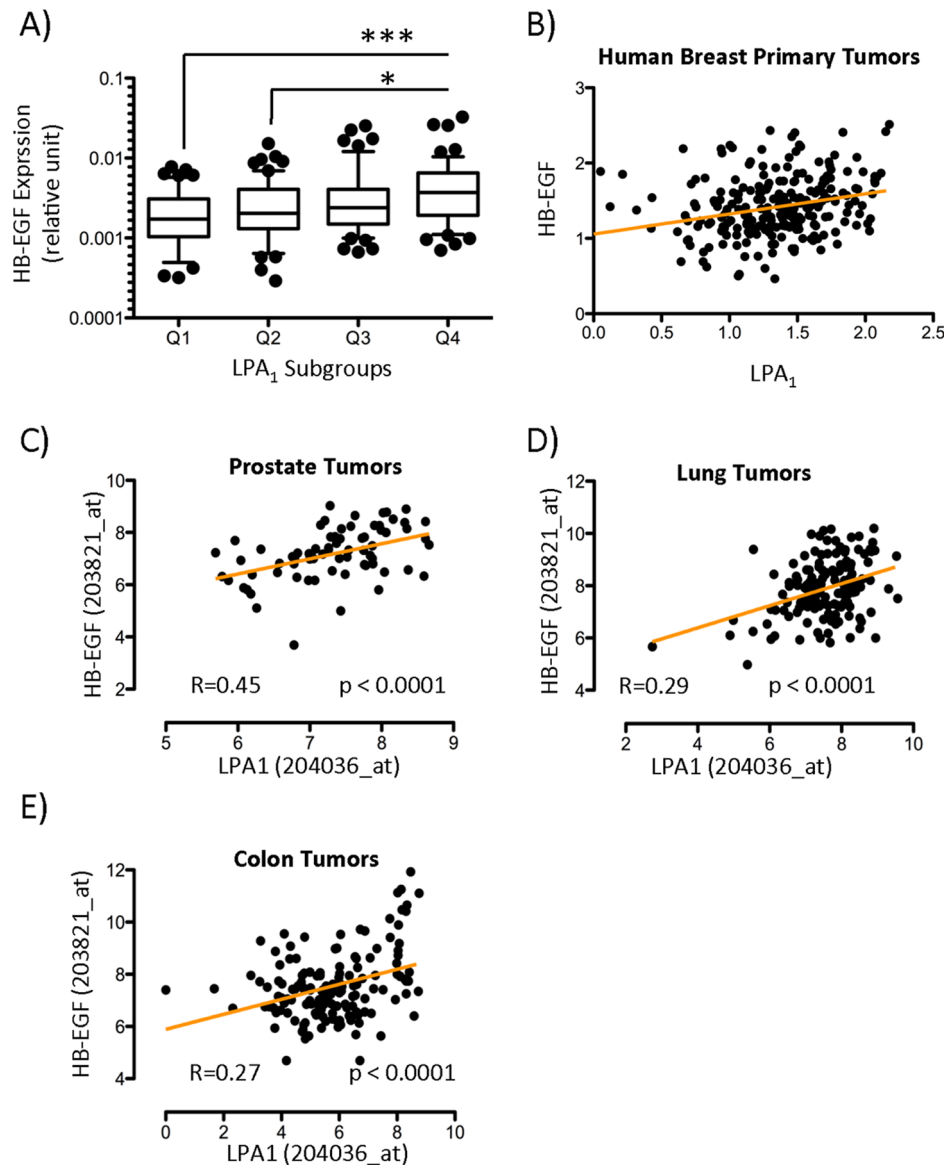 A)
***
*
0.1
0.01
0.001
0.0001
HB-EGF Exprssion
(relative unit)
Q1 Q2 Q3 Q4
LPA1 Subgroups
B)
Human Breast Primary Tumors
3
2
1
0
HB-EGF
0.0 0.5 1.0 1.5 2.0 2.5
LPA1
C)
Prostate Tumors
10
8
6
4
2
HB-EGF (203821_at)
R=0.45 p < 0.0001
5 6 7 8 9
LPA1 (204036_at)
D)
Lung Tumors
12
10
8
6
4
HB-EGF (203821_at)
R=0.29 p < 0.0001
2 4 6 8 10
LPA1 (204036_at)
E)
Colon Tumors
12
10
8
6
4
HB-EGF (203821_at)
R=0.27 p < 0.0001
0 2 4 6 8 10
LPA1 (204036_at)